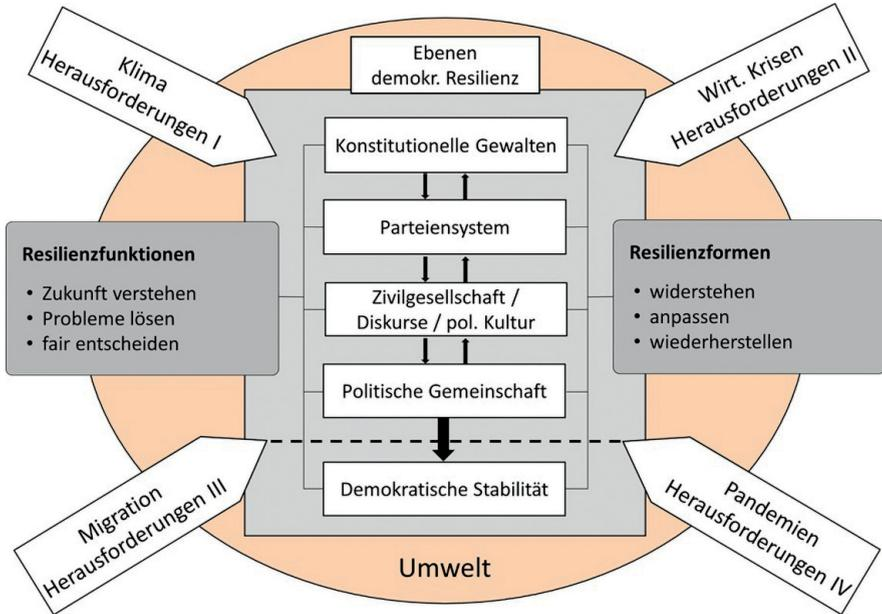 Klima
Herausforderungen I
Ebenen
demokr. Resilienz
Wirt. Krisen
Herausforderungen II
Konstitutionelle Gewalten
Parteiensystem
Zivilgesellschaft /
Diskurse / pol. Kultur
Politische Gemeinschaft
Demokratische Stabilität
Resilienzfunktionen
• Zukunft verstehen
• Probleme lösen
• fair entscheiden
Resilienzformen
• widerstehen
• anpassen
• wiederherstellen
Migration
Herausforderungen III
Pandemien
Herausforderungen IV
Umwelt